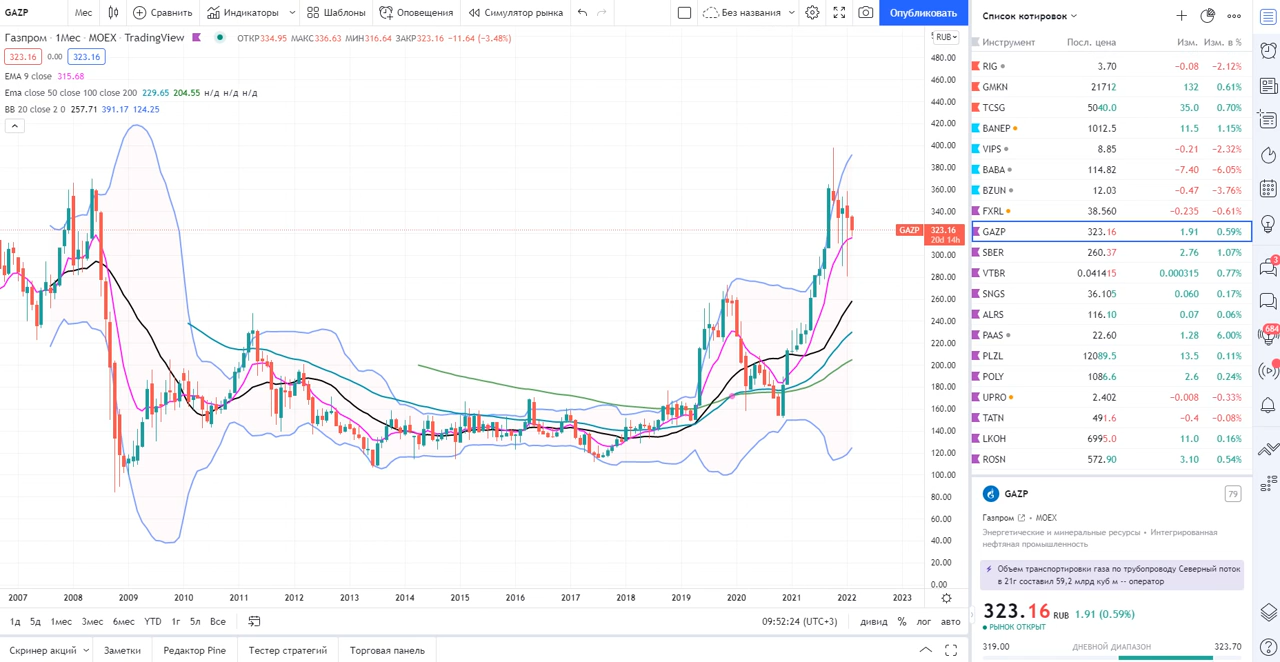 GAZP Мес Сравнить Индикаторы Шаблоны Оповещения Симулятор рынка Без названия Опубликовать
Газпром · 1Мес · MOEX · TradingView ОТКР334.95 МАКС336.63 МИН316.64 ЗАКР323.16 −11.64 (−3.48%)
323.16 0.00 323.16
EMA 9 close 315.68
Ema close 50 close 100 close 200 229.65 204.55 н/д н/д н/д
BB 20 close 2 0 257.71 391.17 124.25
RUB
480.00
460.00
440.00
420.00
400.00
380.00
360.00
340.00
GAZP 323.16
20d 14h
300.00
280.00
260.00
240.00
220.00
200.00
180.00
160.00
140.00
120.00
100.00
80.00
60.00
40.00
20.00
0.00
2007 2008 2009 2010 2011 2012 2013 2014 2015 2016 2017 2018 2019 2020 2021 2022 2023
1д 5д 1мес 3мес 6мес YTD 1г 5л Все 09:52:24 (UTC+3) дивид % лог авто
Скринер акций Заметки Редактор Pine Тестер стратегий Торговая панель
Список котировок
Инструмент Посл. цена Изм. Изм. в %
RIG 3.70 −0.08 −2.12%
GMKN 21712 132 0.61%
TCSG 5040.0 35.0 0.70%
BANEP 1012.5 11.5 1.15%
VIPS 8.85 −0.21 −2.32%
BABA 114.82 −7.40 −6.05%
BZUN 12.03 −0.47 −3.76%
FXRL 38.560 −0.235 −0.61%
GAZP 323.16 1.91 0.59%
SBER 260.37 2.76 1.07%
VTBR 0.041415 0.000315 0.77%
SNGS 36.105 0.060 0.17%
ALRS 116.10 0.07 0.06%
PAAS 22.60 1.28 6.00%
PLZL 12089.5 13.5 0.11%
POLY 1086.6 2.6 0.24%
UPRO 2.402 −0.008 −0.33%
TATN 491.6 −0.4 −0.08%
LKOH 6995.0 11.0 0.16%
ROSN 572.90 3.10 0.54%
GAZP 79
Газпром · MOEX
Энергетические и минеральные ресурсы • Интегрированная
нефтяная промышленность
Объем транспортировки газа по трубопроводу Северный поток
в 21г составил 59,2 млрд куб м -- оператор
323.16 RUB 1.91 (0.59%)
РЫНОК ОТКРЫТ
319.00 ДНЕВНОЙ ДИАПАЗОН 323.70
3
684